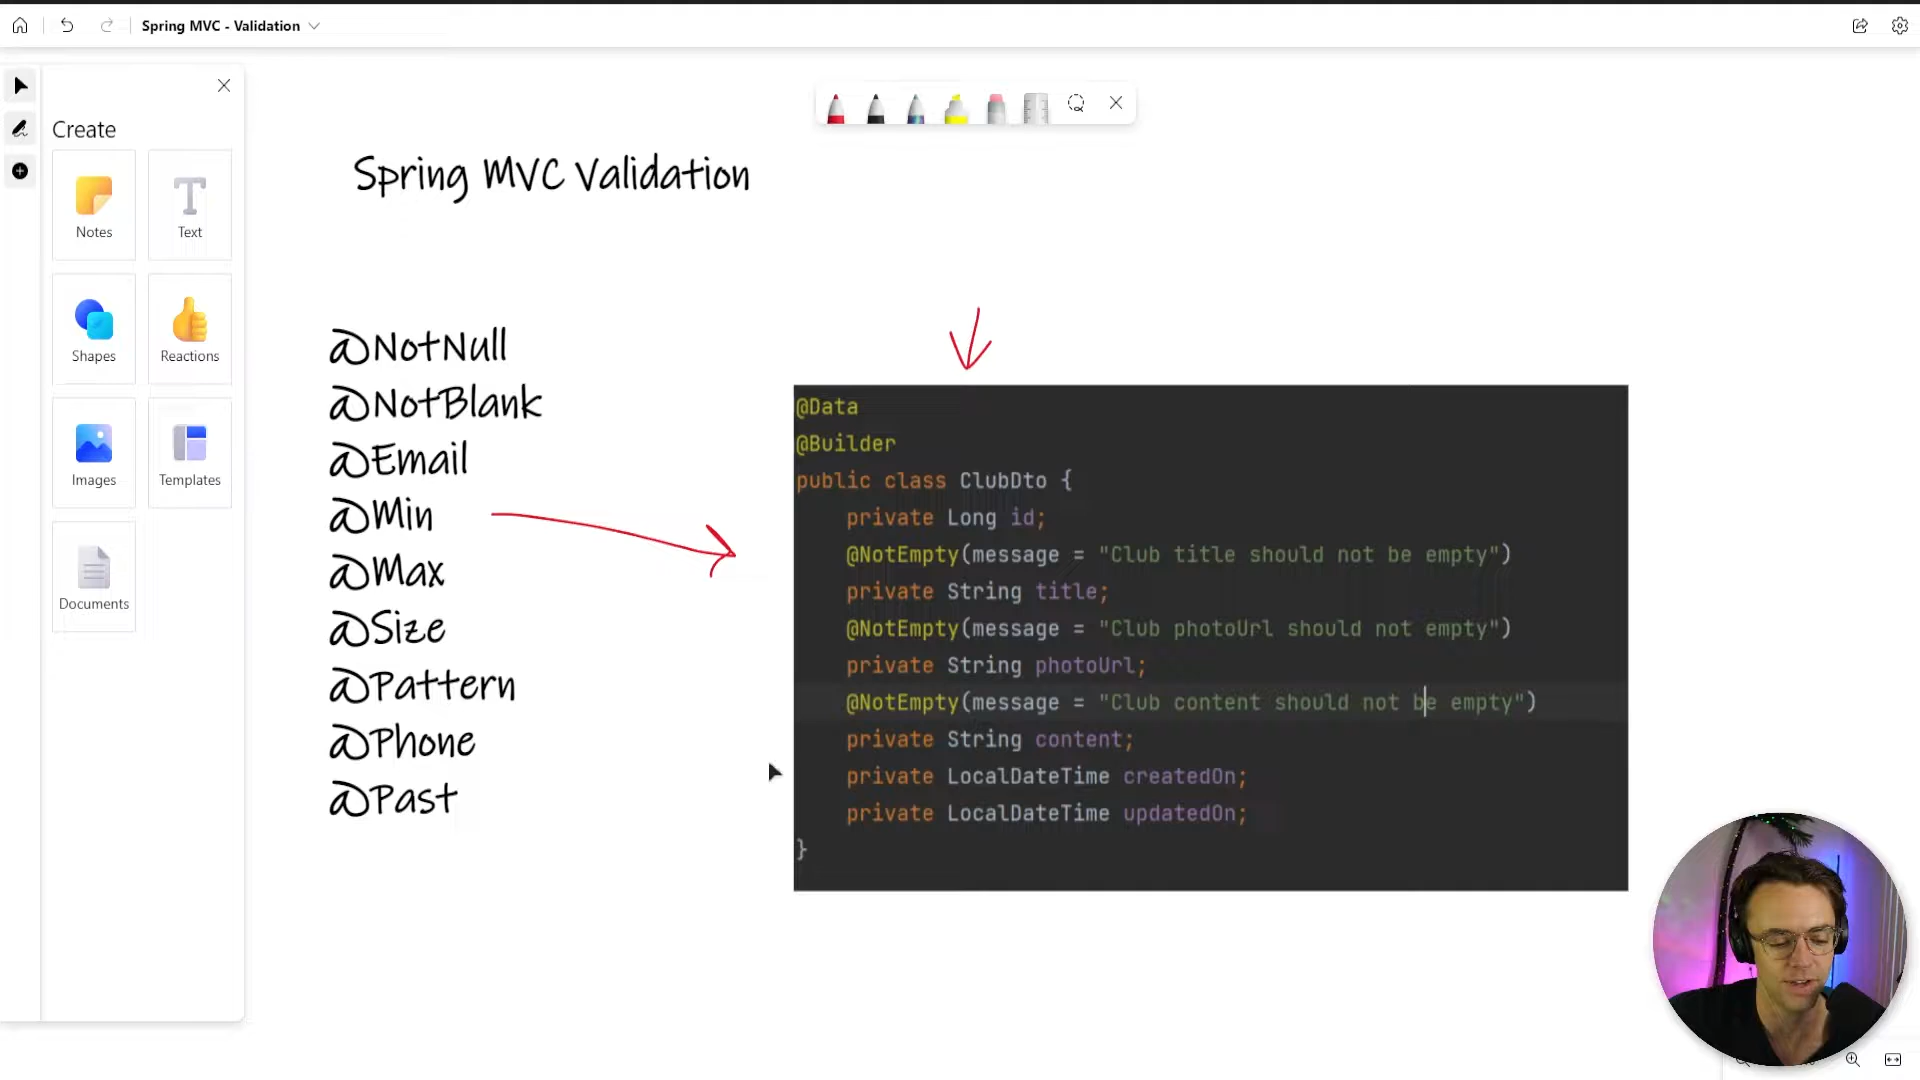 Spring MVC - Validation
Create
Notes
Text
Shapes
Reactions
Images
Templates
Documents
Spring MVC Validation
@NotNull
@NotBlank
@Email
@Min
@Max
@Size
@Pattern
@Phone
@Past
@Data
@Builder
public class ClubDto {
private Long id;
@NotEmpty(message = "Club title should not be empty")
private String title;
@NotEmpty(message = "Club photoUrl should not empty")
private String photoUrl;
@NotEmpty(message = "Club content should not be empty")
private String content;
private LocalDateTime createdOn;
private LocalDateTime updatedOn;
}